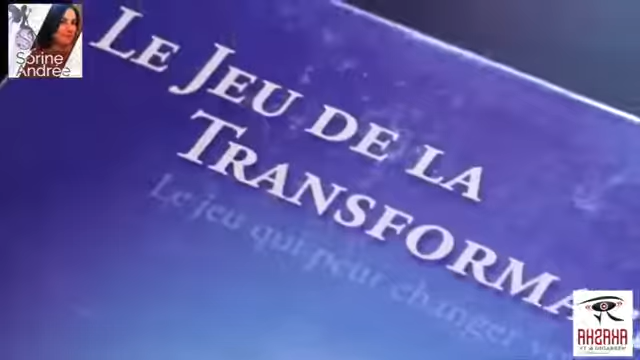 Sorine
Andrée
LE JEU DE LA
TRANSFORMA
Le jeu qui peut changer